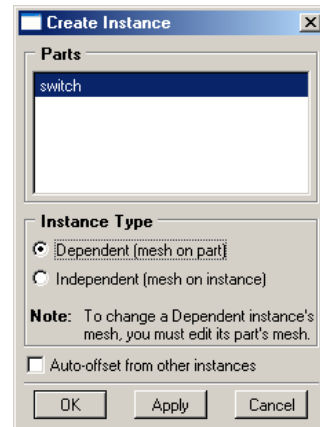 Create Instance
Parts
switch
Instance Type
Dependent (mesh on part)
Independent (mesh on instance)
Note: To change a Dependent instance's
mesh, you must edit its part's mesh.
Auto-offset from other instances
OK Apply Cancel